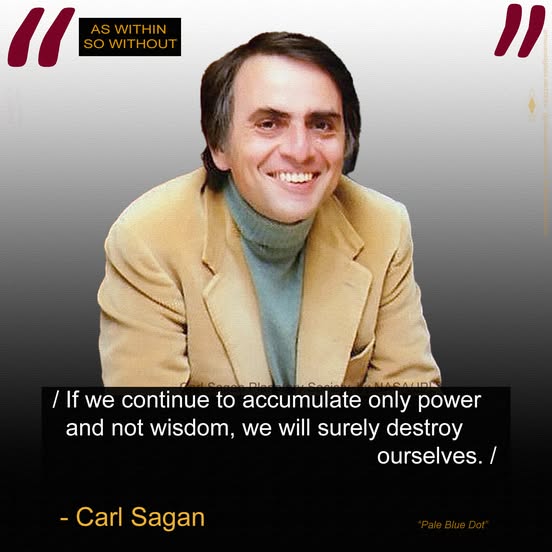 AS WITHIN
SO WITHOUT
/ If we continue to accumulate only power
and not wisdom, we will surely destroy
ourselves. /
- Carl Sagan
"Pale Blue Dot"